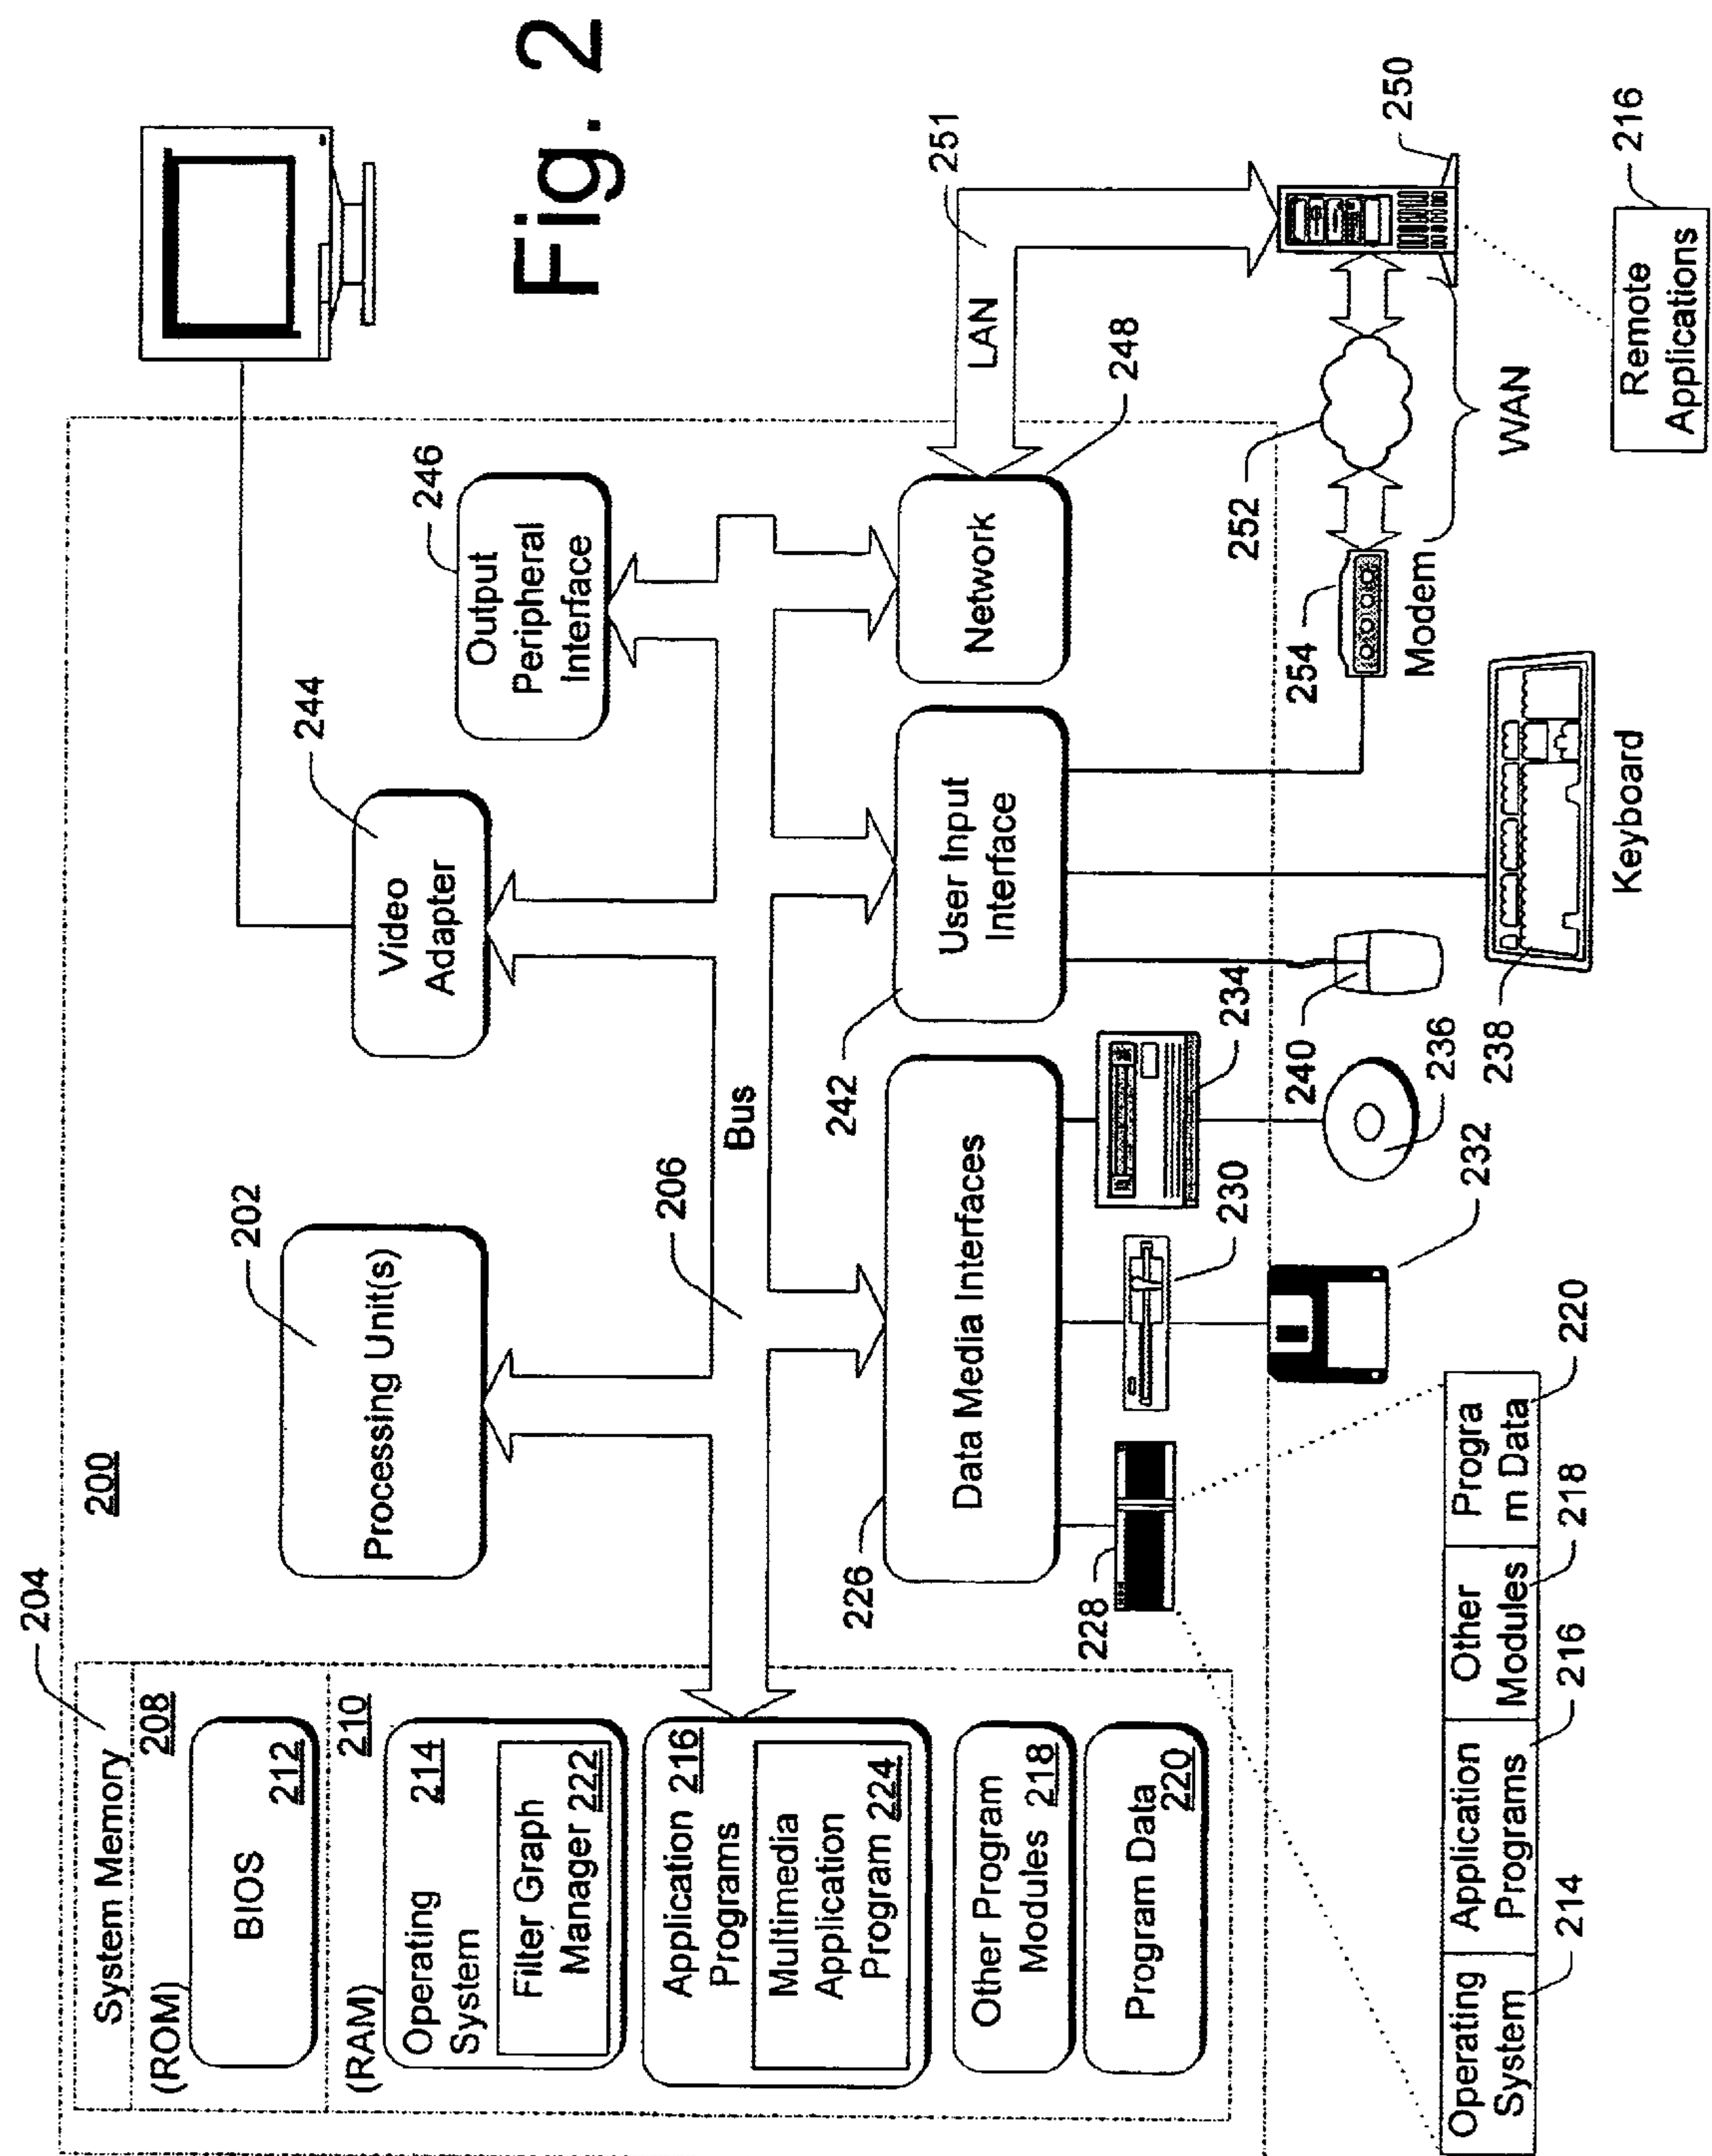 200
204
System Memory
(ROM) 208
BIOS
212
(RAM) 210
Operating 214
System
Filter Graph
Manager 222
Application 216
Programs
Multimedia
Application
Program 224
Other Program
Modules 218
Program Data
220
202
Processing Unit(s)
206
Bus
244
Video
Adapter
246
Output
Peripheral
Interface
226
Data Media Interfaces
242
User Input
Interface
Network
248
LAN
251
228
230
234
232
236
240
238
Keyboard
254
Modem
252
WAN
250
Remote
Applications
216
Operating
System
214
Application
Programs
216
Other
Modules
218
Progra
m Data
220
Fig. 2